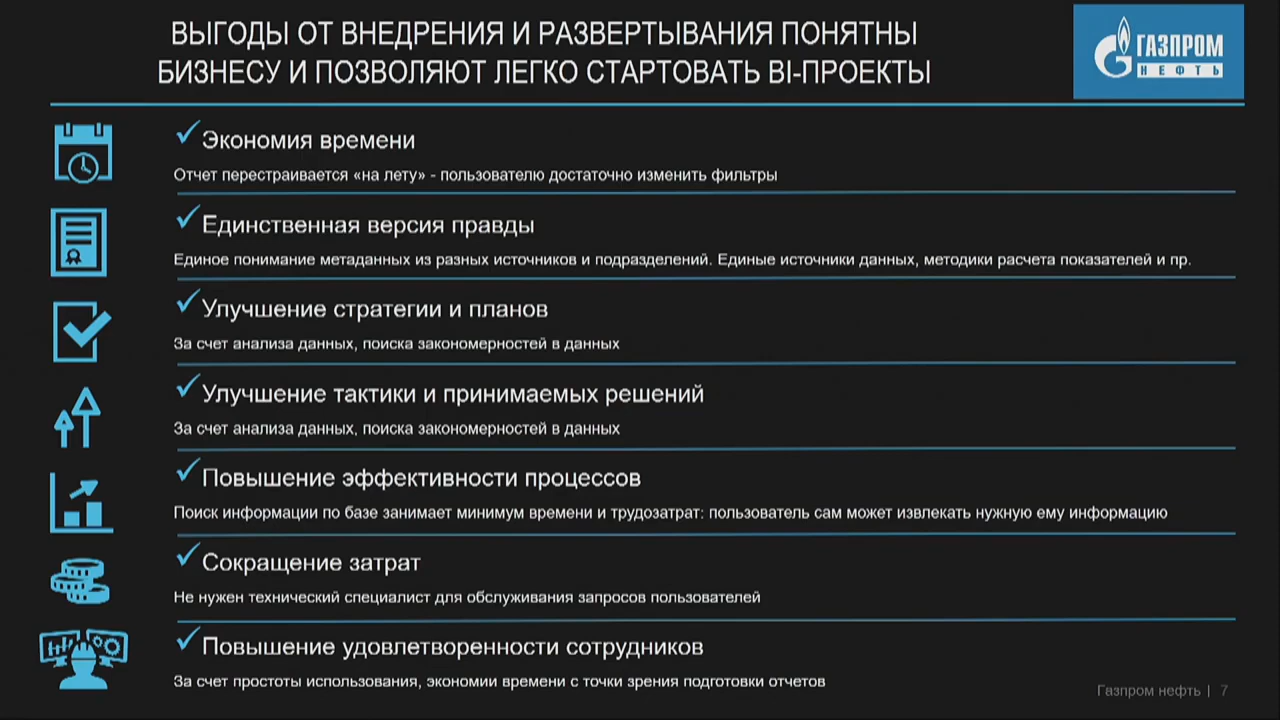 ВЫГОДЫ ОТ ВНЕДРЕНИЯ И РАЗВЕРТЫВАНИЯ ПОНЯТНЫ
БИЗНЕСУ И ПОЗВОЛЯЮТ ЛЕГКО СТАРТОВАТЬ BI-ПРОЕКТЫ
ГАЗПРОМ
НЕФТЬ
Экономия времени
Отчет перестраивается «на лету» - пользователю достаточно изменить фильтры
Единственная версия правды
Единое понимание метаданных из разных источников и подразделений. Единые источники данных, методики расчета показателей и пр.
Улучшение стратегии и планов
За счет анализа данных, поиска закономерностей в данных
Улучшение тактики и принимаемых решений
За счет анализа данных, поиска закономерностей в данных
Повышение эффективности процессов
Поиск информации по базе занимает минимум времени и трудозатрат: пользователь сам может извлекать нужную ему информацию
Сокращение затрат
Не нужен технический специалист для обслуживания запросов пользователей
Повышение удовлетворенности сотрудников
За счет простоты использования, экономии времени с точки зрения подготовки отчетов
Газпром нефть | 7